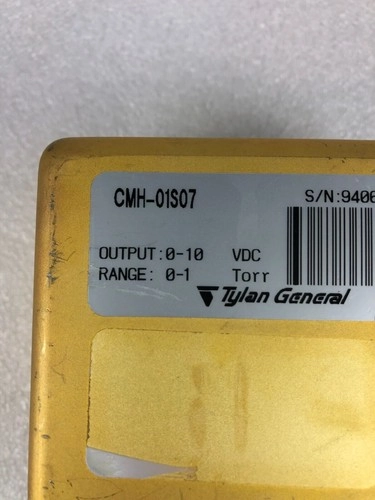 CMH-01S07
S/N:9406
OUTPUT:0-10 VDC
RANGE: 0-1 Torr
Tylan General